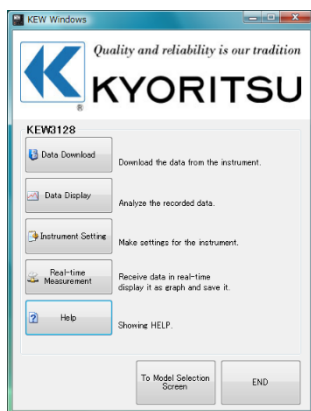 KEW Windows
Quality and reliability is our tradition
KYORITSU
®
KEW3128
Data Download
Download the data from the instrument.
Data Display
Analyze the recorded data.
Instrument Setting
Make settings for the instrument.
Real-time
Measurement
Receive data in real-time
display it as graph and save it.
Help
Showing HELP.
To Model Selection
Screen
END